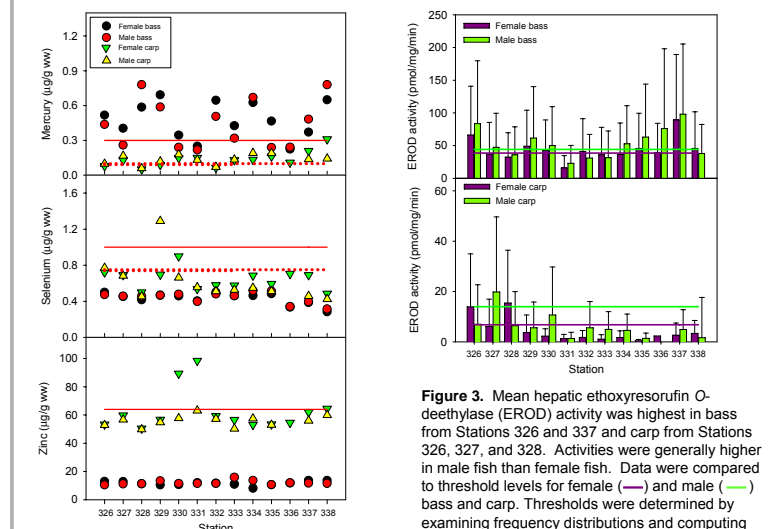 Female bass
Male bass
Female carp
Male carp
Mercury (µg/g ww)
1.2
0.9
0.6
0.3
0.0
Selenium (µg/g ww)
1.6
1.2
0.8
0.4
0.0
Zinc (µg/g ww)
100
80
60
40
20
0
326 327 328 329 330 331 332 333 334 335 336 337 338
Station
EROD activity (pmol/mg/min)
250
200
150
100
50
0
Female bass
Male bass
EROD activity (pmol/mg/min)
60
40
20
0
Female carp
Male carp
326 327 328 329 330 331 332 333 334 335 336 337 338
Station
Figure 3. Mean hepatic ethoxyresorufin O-
deethylase (EROD) activity was highest in bass
from Stations 326 and 337 and carp from Stations
326, 327, and 328. Activities were generally higher
in male fish than female fish. Data were compared
to threshold levels for female (—) and male (—)
bass and carp. Thresholds were determined by
examining frequency distributions and computing